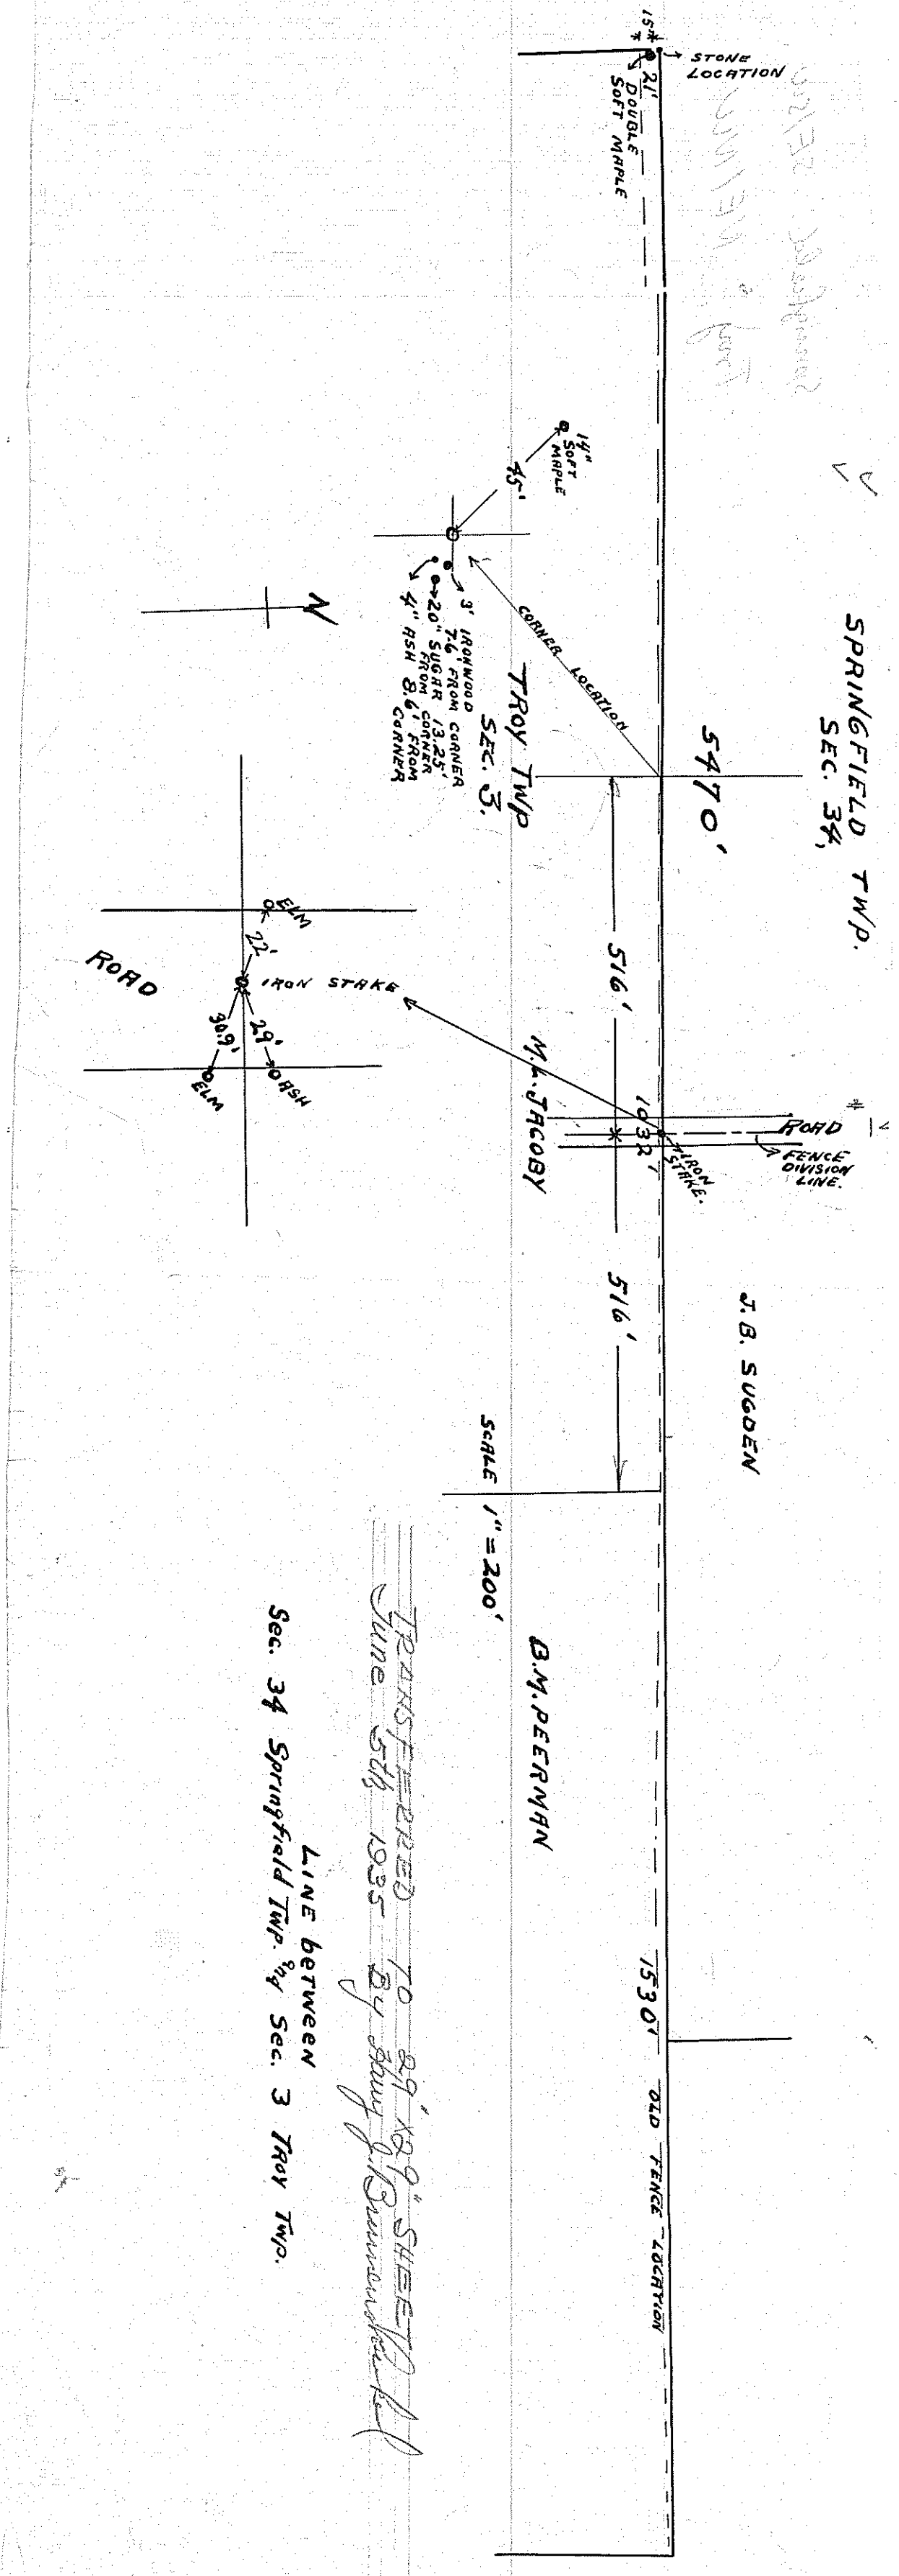 SPRINGFIELD TWP.
SEC. 34,
5470'
STONE
LOCATION
15"
21'
DOUBLE
SOFT MAPLE
14"
SOFT
MAPLE
45'
CORNER LOCATION
3" IRONWOOD
7.6 FROM CORNER
20" SUGAR 13.25'
FROM CORNER
4" ASH 8.6' FROM
CORNER
TROY TWP
SEC. 3.
N
516'
1032'
516'
IRON
STAKE.
ROAD
FENCE
DIVISION
LINE.
M.L. JACOBY
J.B. SUGDEN
ELM
22'
IRON STAKE
30.9'
29'
ELM
ASH
ROAD
SCALE 1" = 200'
B.M. PEERMAN
1530' OLD FENCE LOCATION
TRANSFERRED TO 29" X 29" SHEET
June 5th 1935 By Harry J.
LINE between
Sec. 34 Springfield Twp. and Sec. 3 Troy Twp.